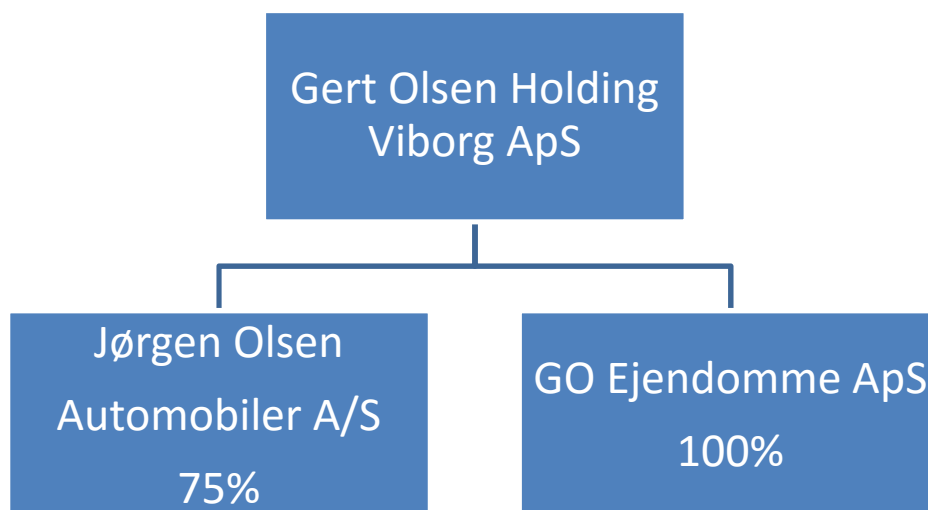 Gert Olsen Holding
Viborg ApS
Jørgen Olsen
Automobiler A/S
75%
GO Ejendomme ApS
100%